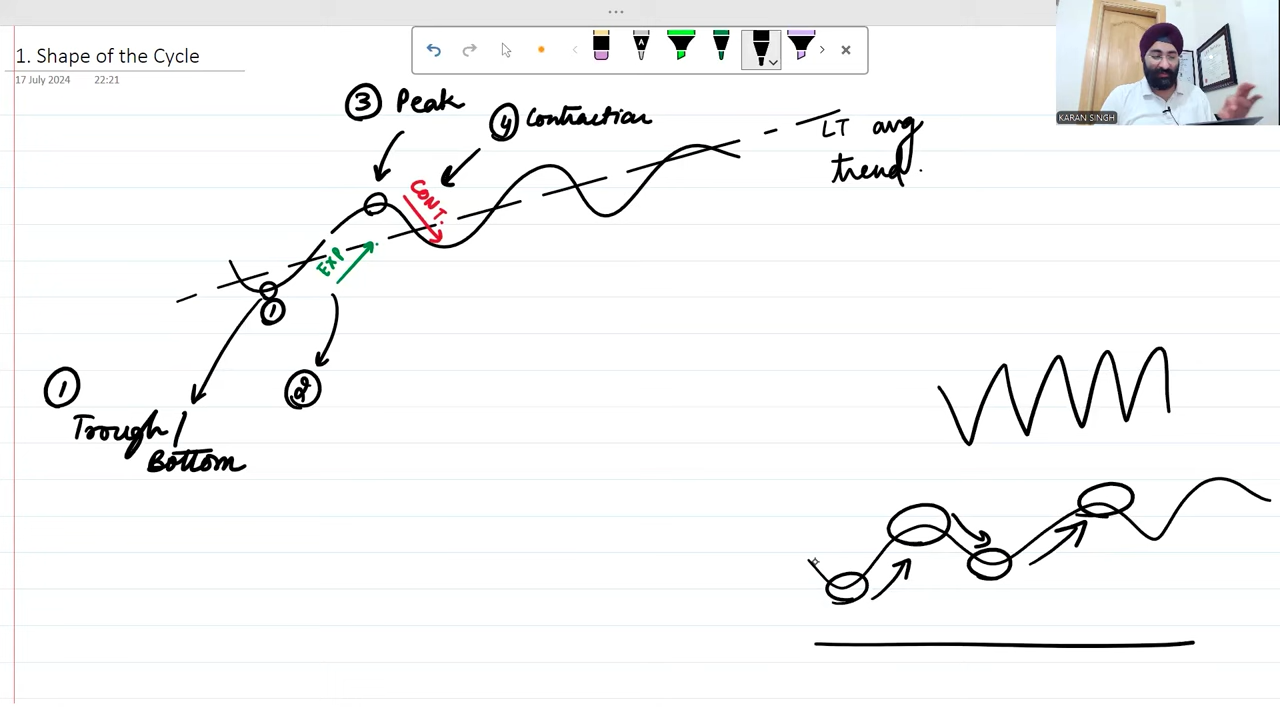 1. Shape of the Cycle
17 July 2024 22:21
KARAN SINGH
③ Peak
④ Contraction
LT avg
trend.
CONT.
EXP
①
①
②
Trough/
Bottom